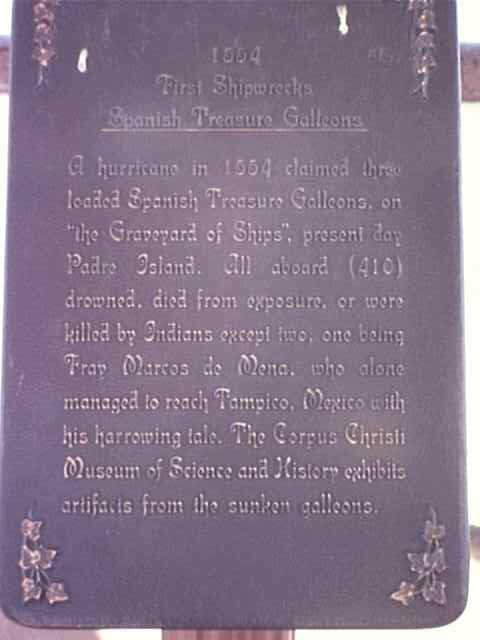 1554
First Shipwrecks
Spanish Treasure Galleons
A hurricane in 1554 claimed three
loaded Spanish Treasure Galleons, on
"the Graveyard of Ships", present day
Padre Island. All aboard (410)
drowned, died from exposure, or were
killed by Indians except two, one being
Fray Marcos de Mena, who alone
managed to reach Tampico, Mexico with
his harrowing tale. The Corpus Christi
Museum of Science and History exhibits
artifacts from the sunken galleons.